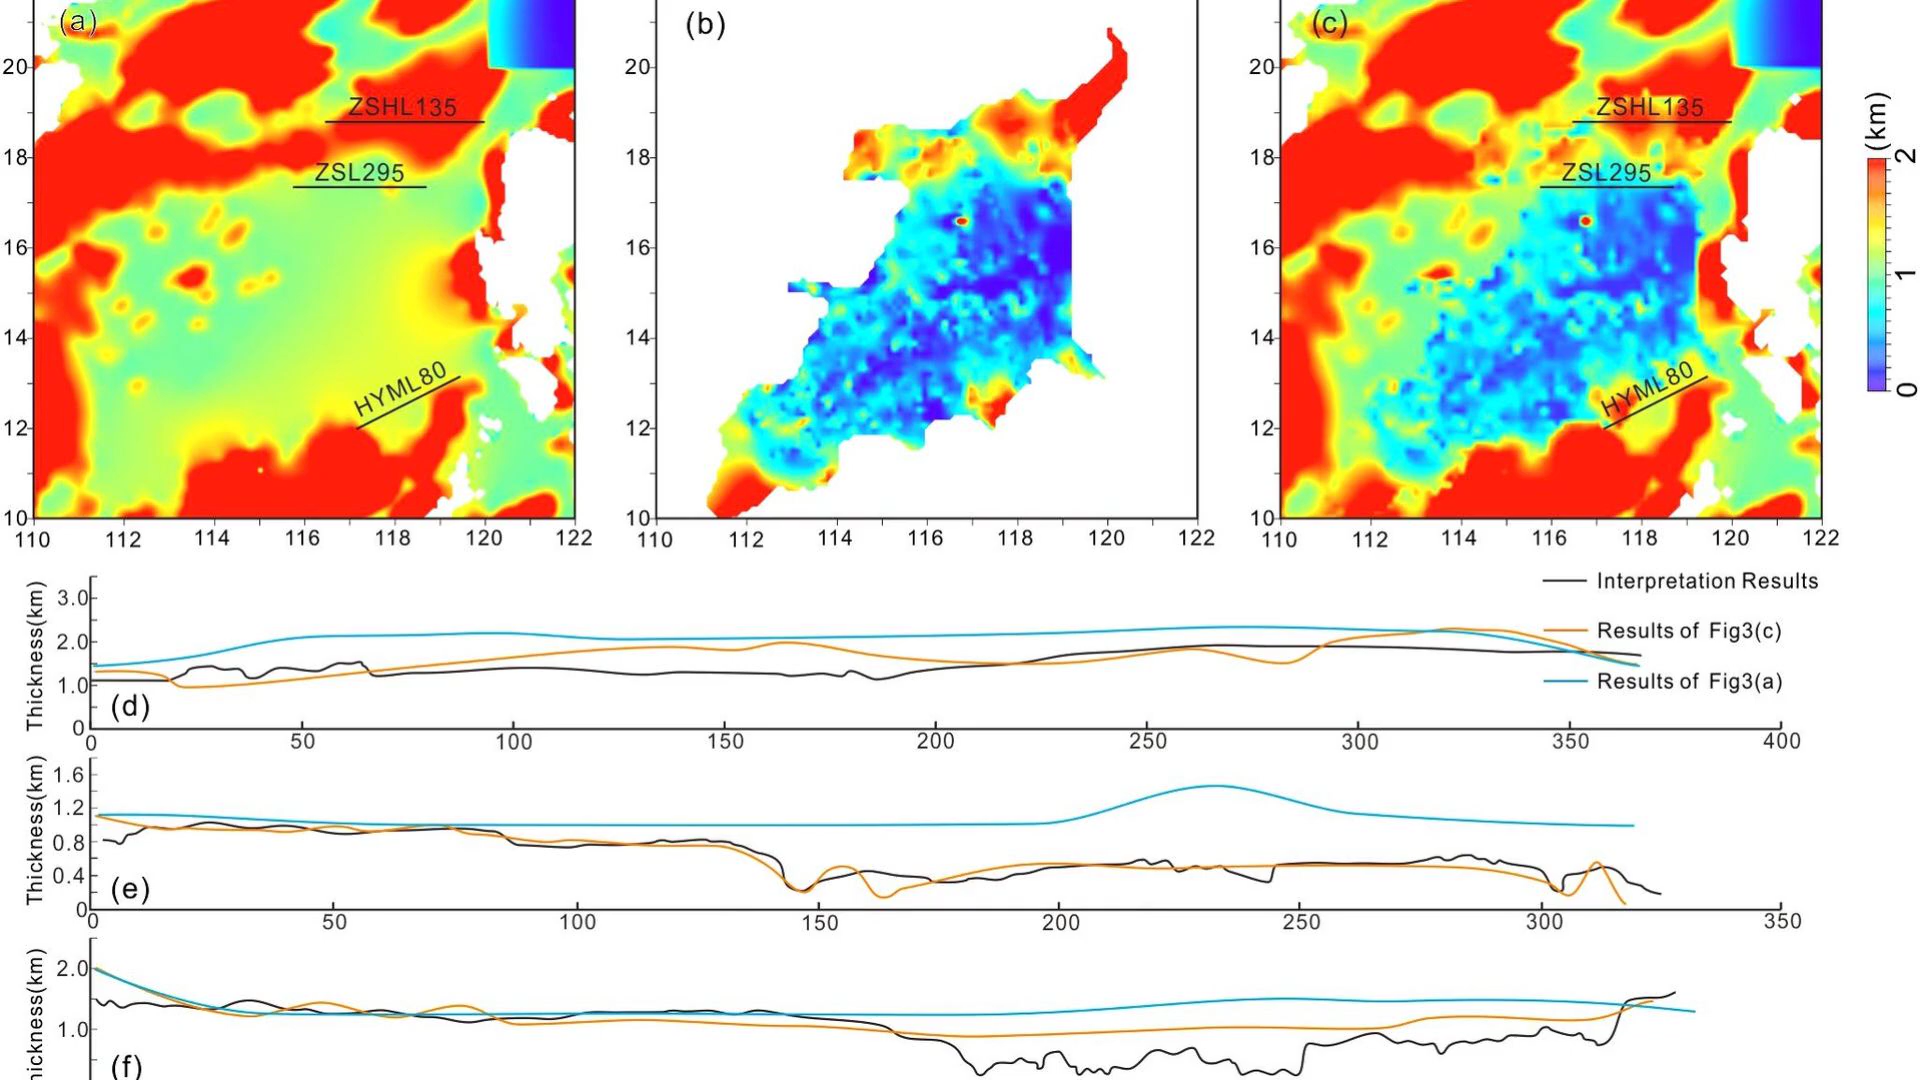 (a)
20
18
16
14
12
10
110 112 114 116 118 120 122
ZSHL135
ZSL295
HYML80
(b)
20
18
16
14
12
10
110 112 114 116 118 120 122
(c)
20
18
16
14
12
10
110 112 114 116 118 120 122
ZSHL135
ZSL295
HYML80
(km)
2
1
0
Interpretation Results
Results of Fig3(c)
Results of Fig3(a)
Thickness(km)
3.0
2.0
1.0
0
(d)
0 50 100 150 200 250 300 350 400
Thickness(km)
1.6
1.2
0.8
0.4
0
(e)
0 50 100 150 200 250 300 350
hickness(km)
2.0
1.0
(f)